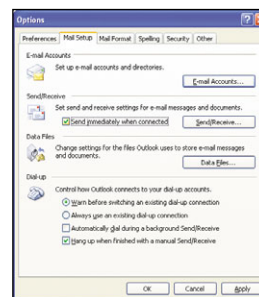 Options
Preferences Mail Setup Mail Format Spelling Security Other
E-mail Accounts
Set up e-mail accounts and directories.
E-mail Accounts...
Send/Receive
Set send and receive settings for e-mail messages and documents.
Send immediately when connected
Send/Receive...
Data Files
Change settings for the files Outlook uses to store e-mail messages
and documents.
Data Files...
Dial-up
Control how Outlook connects to your dial-up accounts.
Warn before switching an existing dial-up connection
Always use an existing dial-up connection
Automatically dial during a background Send/Receive
Hang up when finished with a manual Send/Receive
OK Cancel Apply